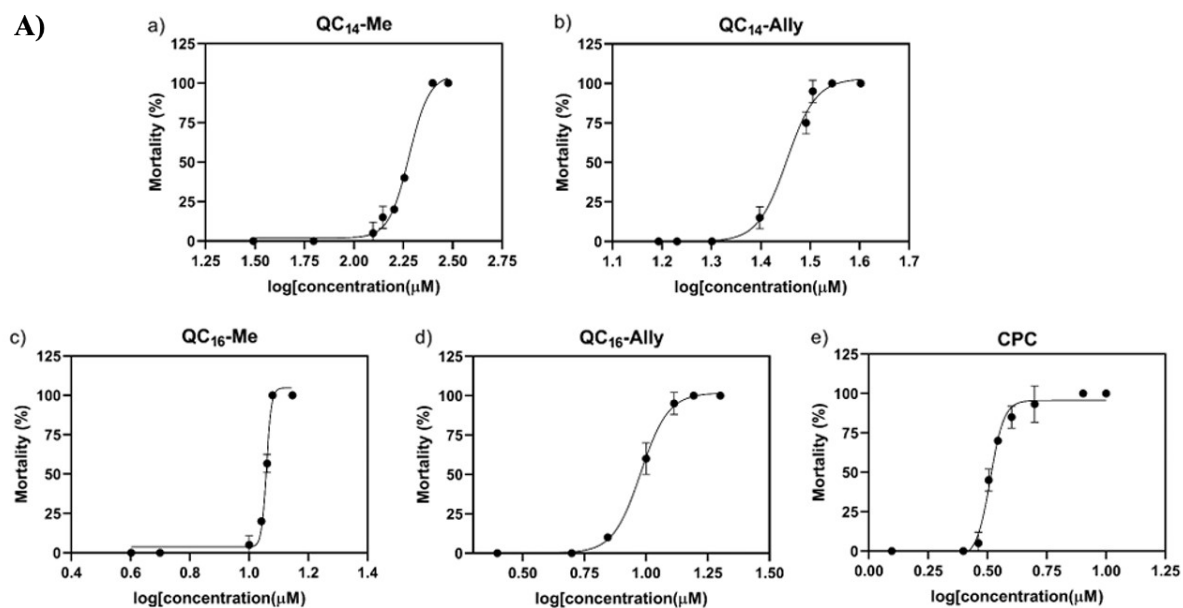 A)
a)
QC₁₄-Me
125
100
75
50
25
0
Mortality (%)
1.25 1.50 1.75 2.00 2.25 2.50 2.75
log[concentration(μM)
b)
QC₁₄-Ally
125
100
75
50
25
0
Mortality (%)
1.1 1.2 1.3 1.4 1.5 1.6 1.7
log[concentration(μM)
c)
QC₁₆-Me
125
100
75
50
25
0
Mortality (%)
0.4 0.6 0.8 1.0 1.2 1.4
log[concentration(μM)
d)
QC₁₆-Ally
125
100
75
50
25
0
Mortality (%)
0.50 0.75 1.00 1.25 1.50
log[concentration(μM)
e)
CPC
125
100
75
50
25
0
Mortality (%)
0.00 0.25 0.50 0.75 1.00 1.25
log[concentration(μM)